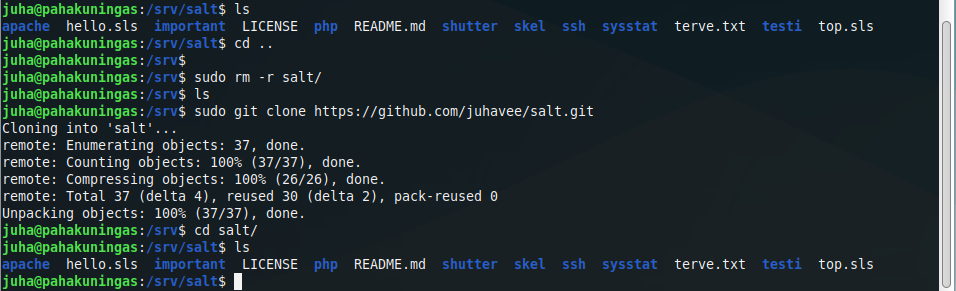 juha@pahakuningas:/srv/salt$ ls
apache  hello.sls  important  LICENSE  php  README.md  shutter  skel  ssh  sysstat  terve.txt  testi  top.sls
juha@pahakuningas:/srv/salt$ cd ..
juha@pahakuningas:/srv$
juha@pahakuningas:/srv$ sudo rm -r salt/
juha@pahakuningas:/srv$ ls
juha@pahakuningas:/srv$ sudo git clone https://github.com/juhavee/salt.git
Cloning into 'salt'...
remote: Enumerating objects: 37, done.
remote: Counting objects: 100% (37/37), done.
remote: Compressing objects: 100% (26/26), done.
remote: Total 37 (delta 4), reused 30 (delta 2), pack-reused 0
Unpacking objects: 100% (37/37), done.
juha@pahakuningas:/srv$ cd salt/
juha@pahakuningas:/srv/salt$ ls
apache  hello.sls  important  LICENSE  php  README.md  shutter  skel  ssh  sysstat  terve.txt  testi  top.sls
juha@pahakuningas:/srv/salt$